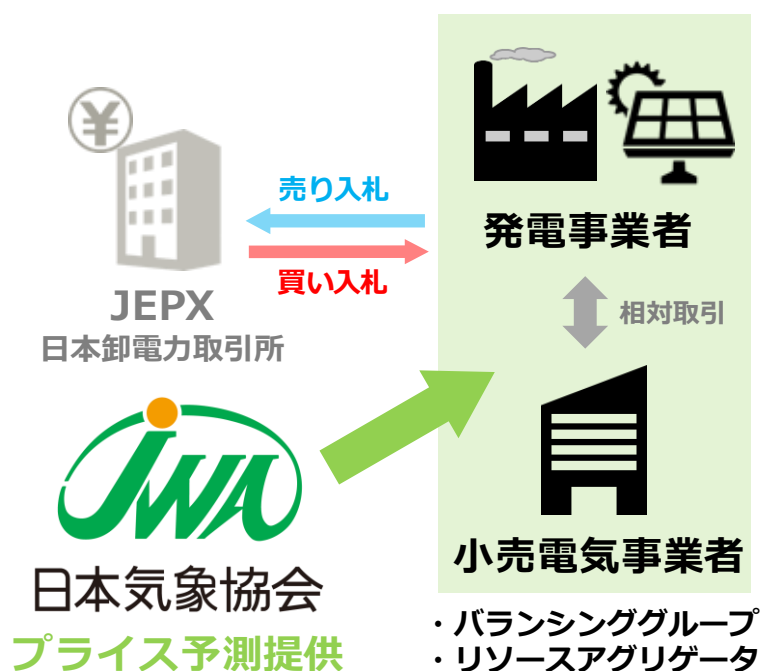 ¥
売り入札
買い入札
JEPX
日本卸電力取引所
発電事業者
相対取引
小売電気事業者
JWA
日本気象協会
プライス予測提供
・バランシンググループ
・リソースアグリゲータ